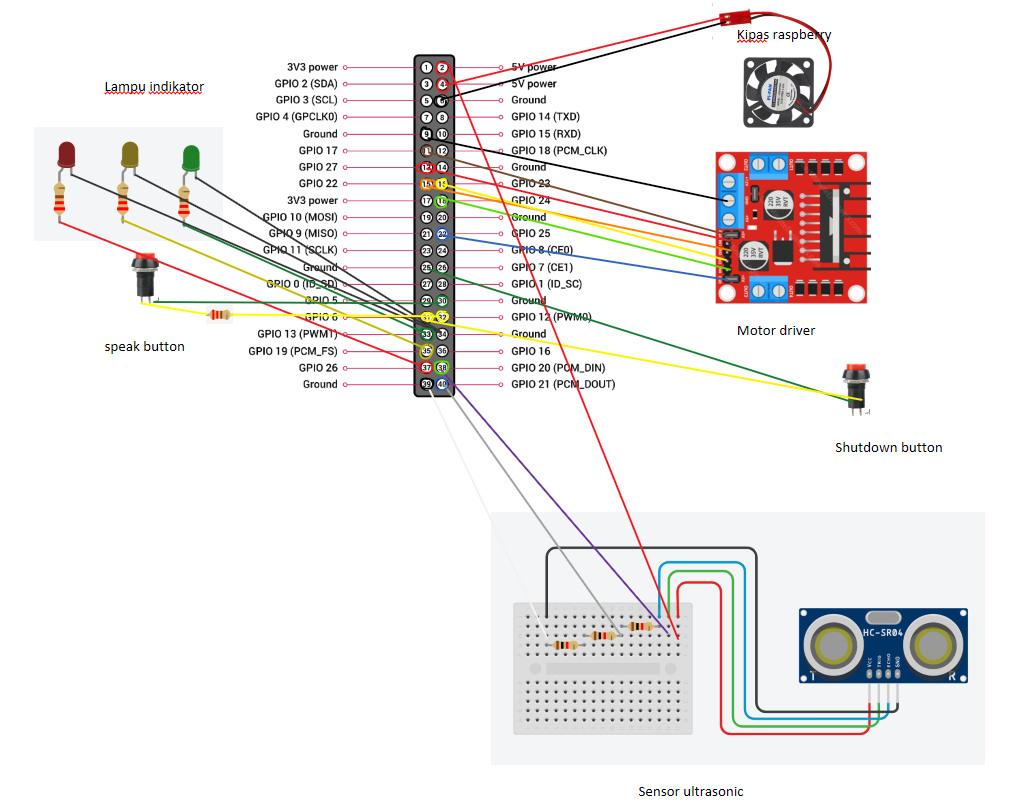 Kipas raspberry
Lampu indikator
3V3 power 1 2 5V power
GPIO 2 (SDA) 3 4 5V power
GPIO 3 (SCL) 5 6 Ground
GPIO 4 (GPCLK0) 7 8 GPIO 14 (TXD)
Ground 9 10 GPIO 15 (RXD)
GPIO 17 11 12 GPIO 18 (PCM_CLK)
GPIO 27 13 14 Ground
GPIO 22 15 16 GPIO 23
3V3 power 17 18 GPIO 24
GPIO 10 (MOSI) 19 20 Ground
GPIO 9 (MISO) 21 22 GPIO 25
GPIO 11 (SCLK) 23 24 GPIO 8 (CE0)
Ground 25 26 GPIO 7 (CE1)
GPIO 0 (ID_SD) 27 28 GPIO 1 (ID_SC)
GPIO 5 29 30 Ground
GPIO 6 31 32 GPIO 12 (PWM0)
GPIO 13 (PWM1) 33 34 Ground
GPIO 19 (PCM_FS) 35 36 GPIO 16
GPIO 26 37 38 GPIO 20 (PCM_DIN)
Ground 39 40 GPIO 21 (PCM_DOUT)
220
35V
RVT
220
35V
RVT
Motor driver
speak button
Shutdown button
HC-SR04
VCC
TRIG
ECHO
GND
T
R
Sensor ultrasonic